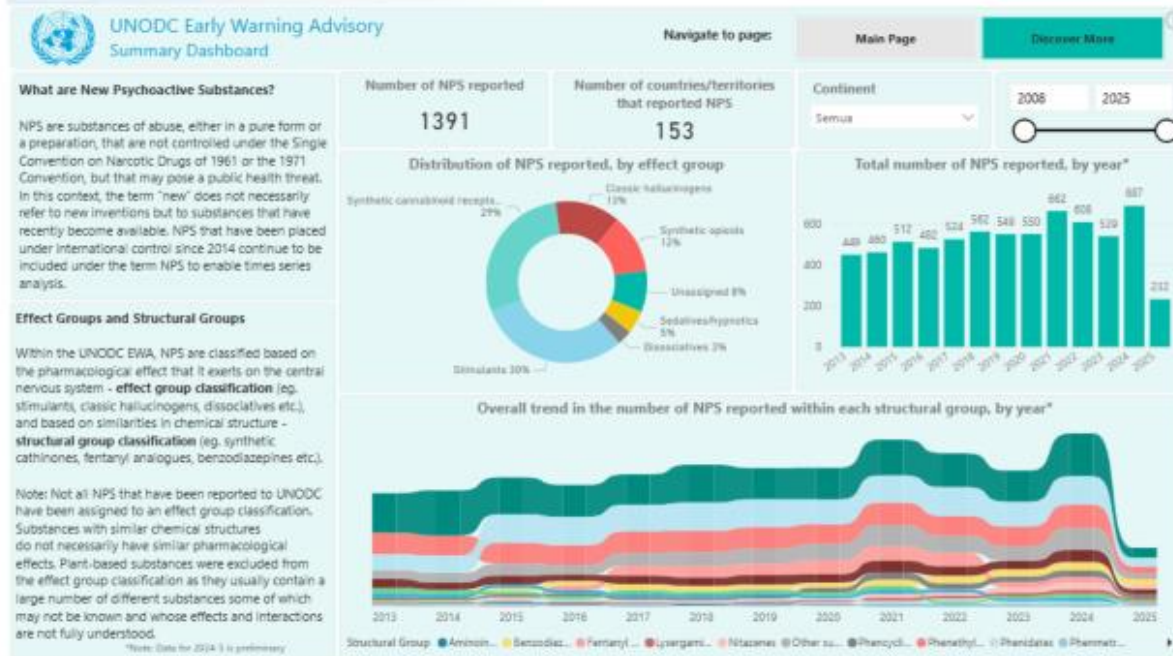 UNODC Early Warning Advisory
Summary Dashboard
Navigate to page:
Main Page
Discover More
What are New Psychoactive Substances?
NPS are substances of abuse, either in a pure form or
a preparation, that are not controlled under the Single
Convention on Narcotic Drugs of 1961 or the 1971
Convention, but that may pose a public health threat.
In this context, the term "new" does not necessarily
refer to new inventions but to substances that have
recently become available. NPS that have been placed
under international control since 2014 continue to be
included under the term NPS to enable times series
analysis.
Effect Groups and Structural Groups
Within the UNODC EWA, NPS are classified based on
the pharmacological effect that it exerts on the central
nervous system - effect group classification (eg.
stimulants, classic hallucinogens, dissociatives etc.),
and based on similarities in chemical structure -
structural group classification (eg. synthetic
cathinones, fentanyl analogues, benzodiazepines etc.).
Note: Not all NPS that have been reported to UNODC
have been assigned to an effect group classification.
Substances with similar chemical structures
do not necessarily have similar pharmacological
effects. Plant-based substances were excluded from
the effect group classification as they usually contain a
large number of different substances some of which
may not be known and whose effects and interactions
are not fully understood.
*Note: Data for 2024-5 is preliminary
Number of NPS reported
1391
Number of countries/territories
that reported NPS
153
Continent
Semua
2008
2025
Distribution of NPS reported, by effect group
Synthetic cannabinoid recepto...
29%
Classic hallucinogens
13%
Synthetic opioids
12%
Unassigned 8%
Sedatives/hypnotics
5%
Dissociatives 3%
Stimulants 30%
Total number of NPS reported, by year*
600
400
200
0
449 460 512 482 524 562 548 550 662 608 529 687 232
2013 2014 2015 2016 2017 2018 2019 2020 2021 2022 2023 2024 2025
Overall trend in the number of NPS reported within each structural group, by year*
2013 2014 2015 2016 2017 2018 2019 2020 2021 2022 2023 2024 2025
Structural Group Aminoin... Benzodiaz... Fentanyl ... Lysergami... Nitazenes Other su... Phencycli... Phenethyl... Phenidates Phenmetr...